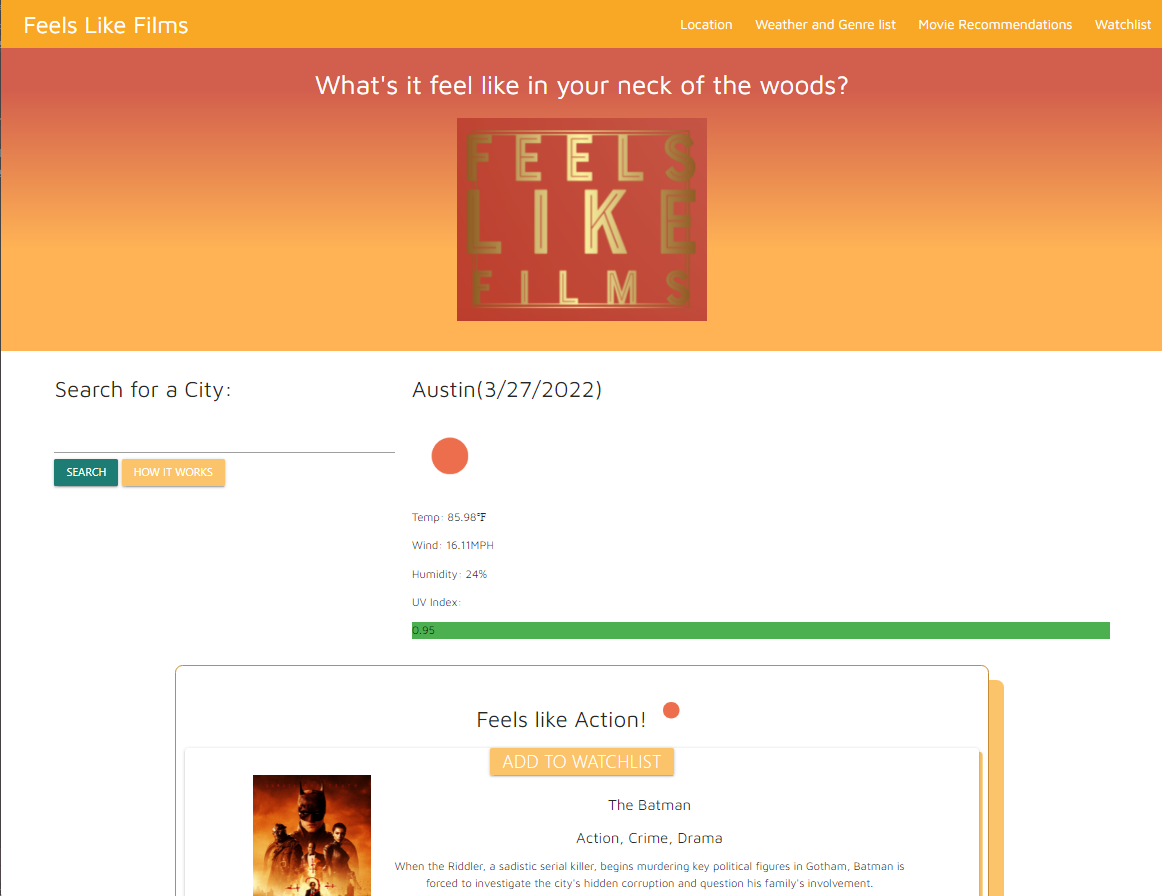 Feels Like Films
Location Weather and Genre list Movie Recommendations Watchlist
What's it feel like in your neck of the woods?
FEELS
LIKE
FILMS
Search for a City:
SEARCH HOW IT WORKS
Austin(3/27/2022)
Temp: 85.98°F
Wind: 16.11MPH
Humidity: 24%
UV Index:
0.95
Feels like Action!
ADD TO WATCHLIST
The Batman
Action, Crime, Drama
When the Riddler, a sadistic serial killer, begins murdering key political figures in Gotham, Batman is
forced to investigate the city's hidden corruption and question his family's involvement.